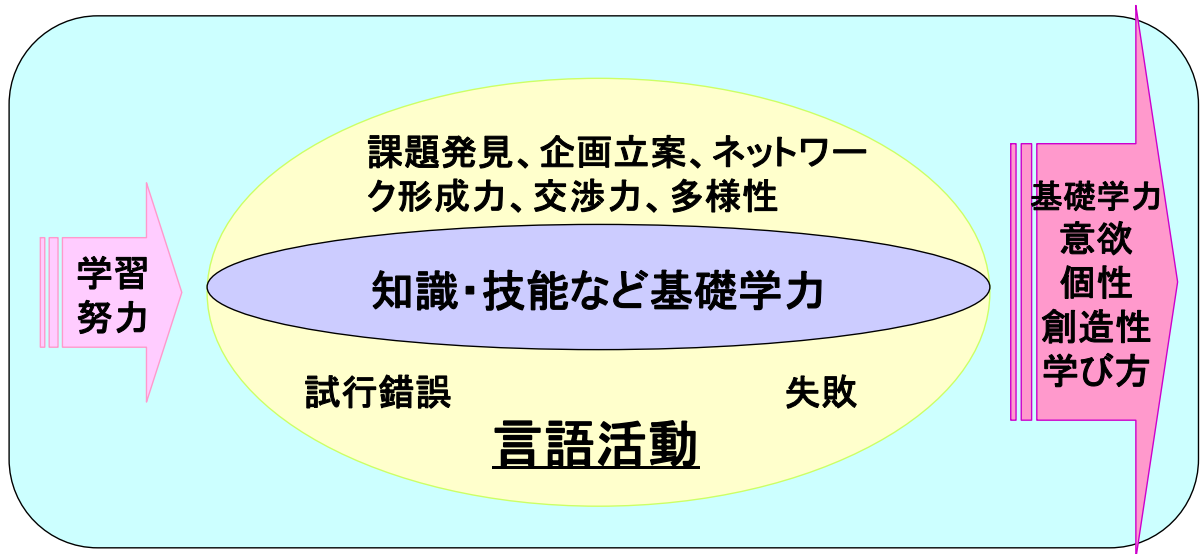 学習
努力
課題発見、企画立案、ネットワー
ク形成力、交渉力、多様性
知識・技能など基礎学力
試行錯誤
失敗
言語活動
基礎学力
意欲
個性
創造性
学び方